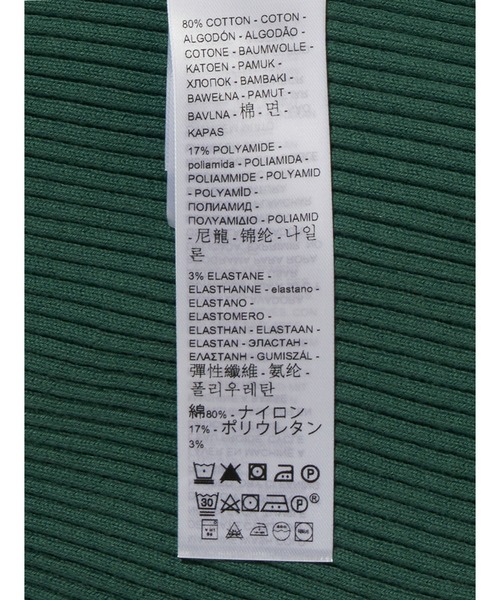 80% COTTON - COTON -
ALGODÓN - ALGODÃO -
COTONE - BAUMWOLLE -
KATOEN - PAMUK -
ХЛОПОК - BAMBAKI -
BAWEŁNA - PAMUT -
BAVLNA - 棉 - 면 -
KAPAS
17% POLYAMIDE -
poliamida - POLIAMIDA -
POLIAMMIDE - POLYAMID
- POLYAMİD -
ПОЛИАМИД -
ΠΟΛΥΑΜΙΔΙΟ - POLIAMID
- 尼龍 - 锦纶 - 나일
론
3% ELASTANE -
ELASTHANNE - elastano -
ELASTANO -
ELASTOMERO -
ELASTHAN - ELASTAAN -
ELASTAN - ЭЛАСТАН -
ΕΛΑΣΤΑΝΗ - GUMISZÁL -
彈性纖維 - 氨纶 -
폴리우레탄
綿80% - ナイロン
17% - ポリウレタン
3%
P
30 P ®